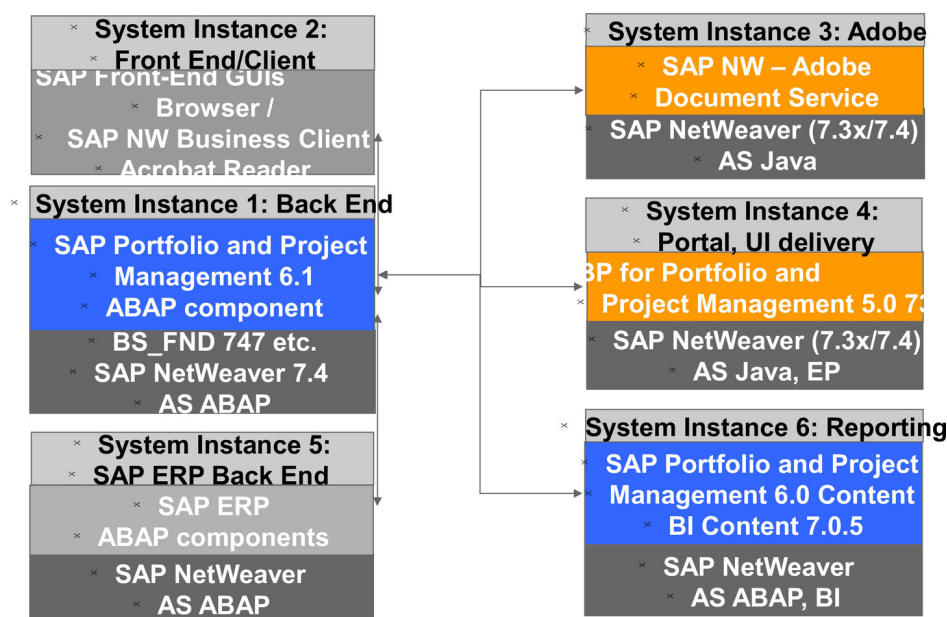 System Instance 2:
Front End/Client
SAP Front-End GUIs
Browser /
SAP NW Business Client
Acrobat Reader
System Instance 1: Back End
SAP Portfolio and Project
Management 6.1
ABAP component
BS_FND 747 etc.
SAP NetWeaver 7.4
AS ABAP
System Instance 5:
SAP ERP Back End
SAP ERP
ABAP components
SAP NetWeaver
AS ABAP
System Instance 3: Adobe
SAP NW – Adobe
Document Service
SAP NetWeaver (7.3x/7.4)
AS Java
System Instance 4:
Portal, UI delivery
BP for Portfolio and
Project Management 5.0 73
SAP NetWeaver (7.3x/7.4)
AS Java, EP
System Instance 6: Reporting
SAP Portfolio and Project
Management 6.0 Content
BI Content 7.0.5
SAP NetWeaver
AS ABAP, BI